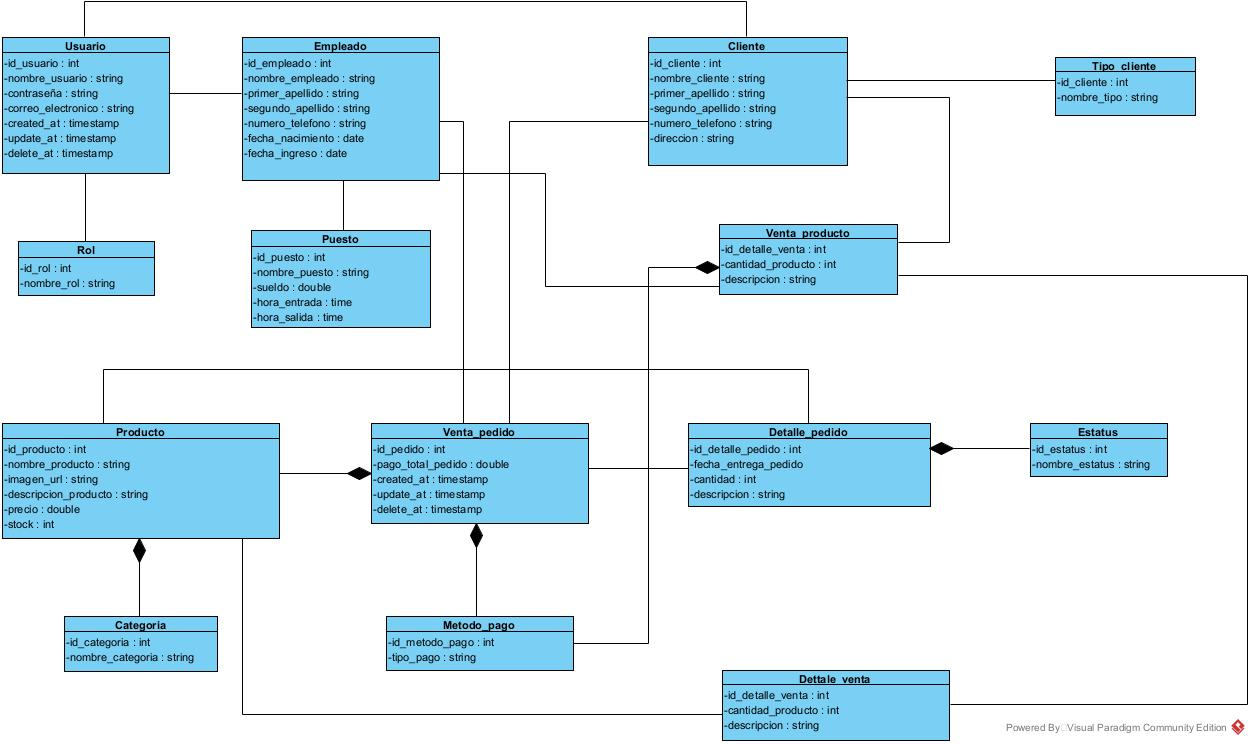 Usuario
-id_usuario : int
-nombre_usuario : string
-contraseña : string
-correo_electronico : string
-created_at : timestamp
-update_at : timestamp
-delete_at : timestamp
Empleado
-id_empleado : int
-nombre_empleado : string
-primer_apellido : string
-segundo_apellido : string
-numero_telefono : string
-fecha_nacimiento : date
-fecha_ingreso : date
Cliente
-id_cliente : int
-nombre_cliente : string
-primer_apellido : string
-segundo_apellido : string
-numero_telefono : string
-direccion : string
Tipo_cliente
-id_cliente : int
-nombre_tipo : string
Rol
-id_rol : int
-nombre_rol : string
Puesto
-id_puesto : int
-nombre_puesto : string
-sueldo : double
-hora_entrada : time
-hora_salida : time
Venta_producto
-id_detalle_venta : int
-cantidad_producto : int
-descripcion : string
Producto
-id_producto : int
-nombre_producto : string
-imagen_url : string
-descripcion_producto : string
-precio : double
-stock : int
Venta_pedido
-id_pedido : int
-pago_total_pedido : double
-created_at : timestamp
-update_at : timestamp
-delete_at : timestamp
Detalle_pedido
-id_detalle_pedido : int
-fecha_entrega_pedido
-cantidad : int
-descripcion : string
Estatus
-id_estatus : int
-nombre_estatus : string
Categoria
-id_categoria : int
-nombre_categoria : string
Metodo_pago
-id_metodo_pago : int
-tipo_pago : string
Dettale_venta
-id_detalle_venta : int
-cantidad_producto : int
-descripcion : string
Powered By Visual Paradigm Community Edition